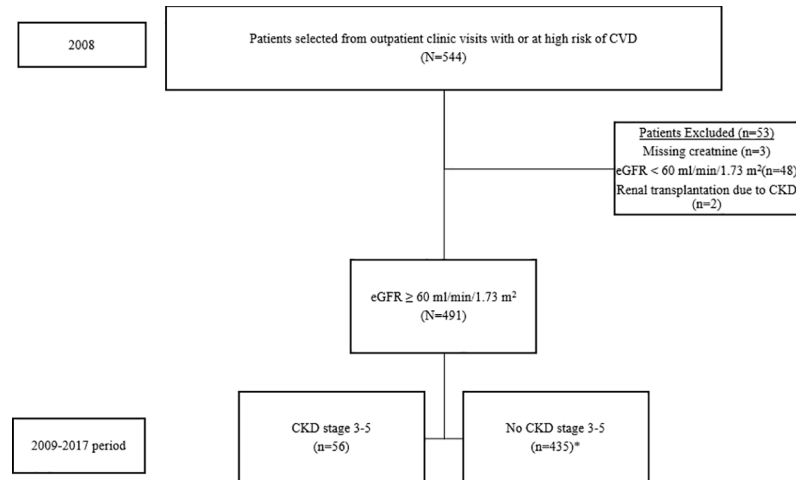 2008
Patients selected from outpatient clinic visits with or at high risk of CVD
(N=544)
Patients Excluded (n=53)
Missing creatnine (n=3)
eGFR < 60 ml/min/1.73 m²(n=48)
Renal transplantation due to CKD
(n=2)
eGFR ≥ 60 ml/min/1.73 m²
(N=491)
2009-2017 period
CKD stage 3-5
(n=56)
No CKD stage 3-5
(n=435)*